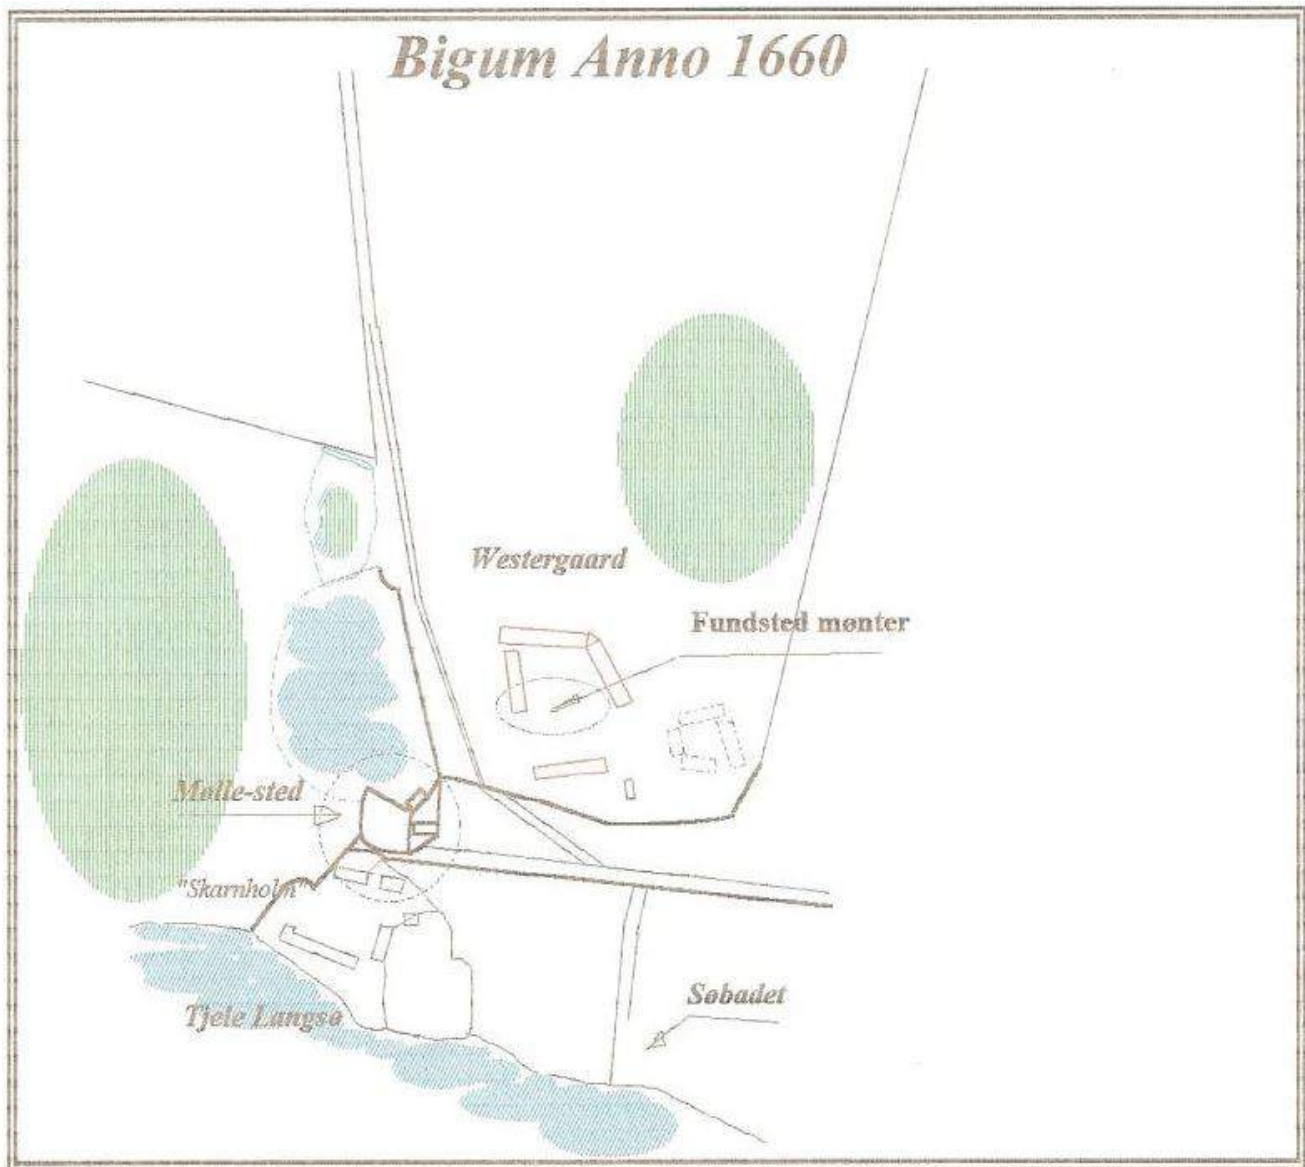 Bigum Anno 1660
Westergaard
Fundsted mønter
Mølle-sted
"Skarnholm"
Søbadet
Tjele Langsø